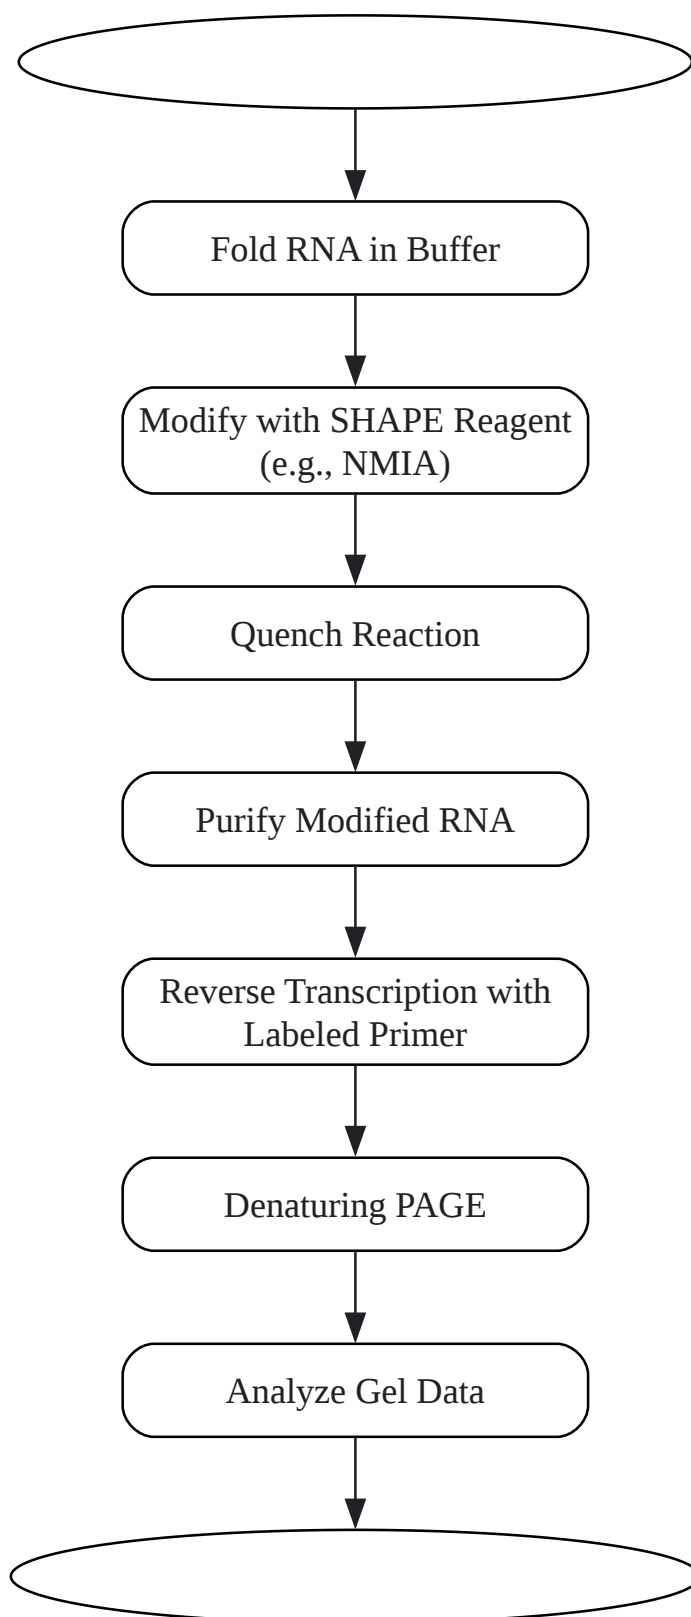 Fold RNA in Buffer
Modify with SHAPE Reagent
(e.g., NMIA)
Quench Reaction
Purify Modified RNA
Reverse Transcription with
Labeled Primer
Denaturing PAGE
Analyze Gel Data